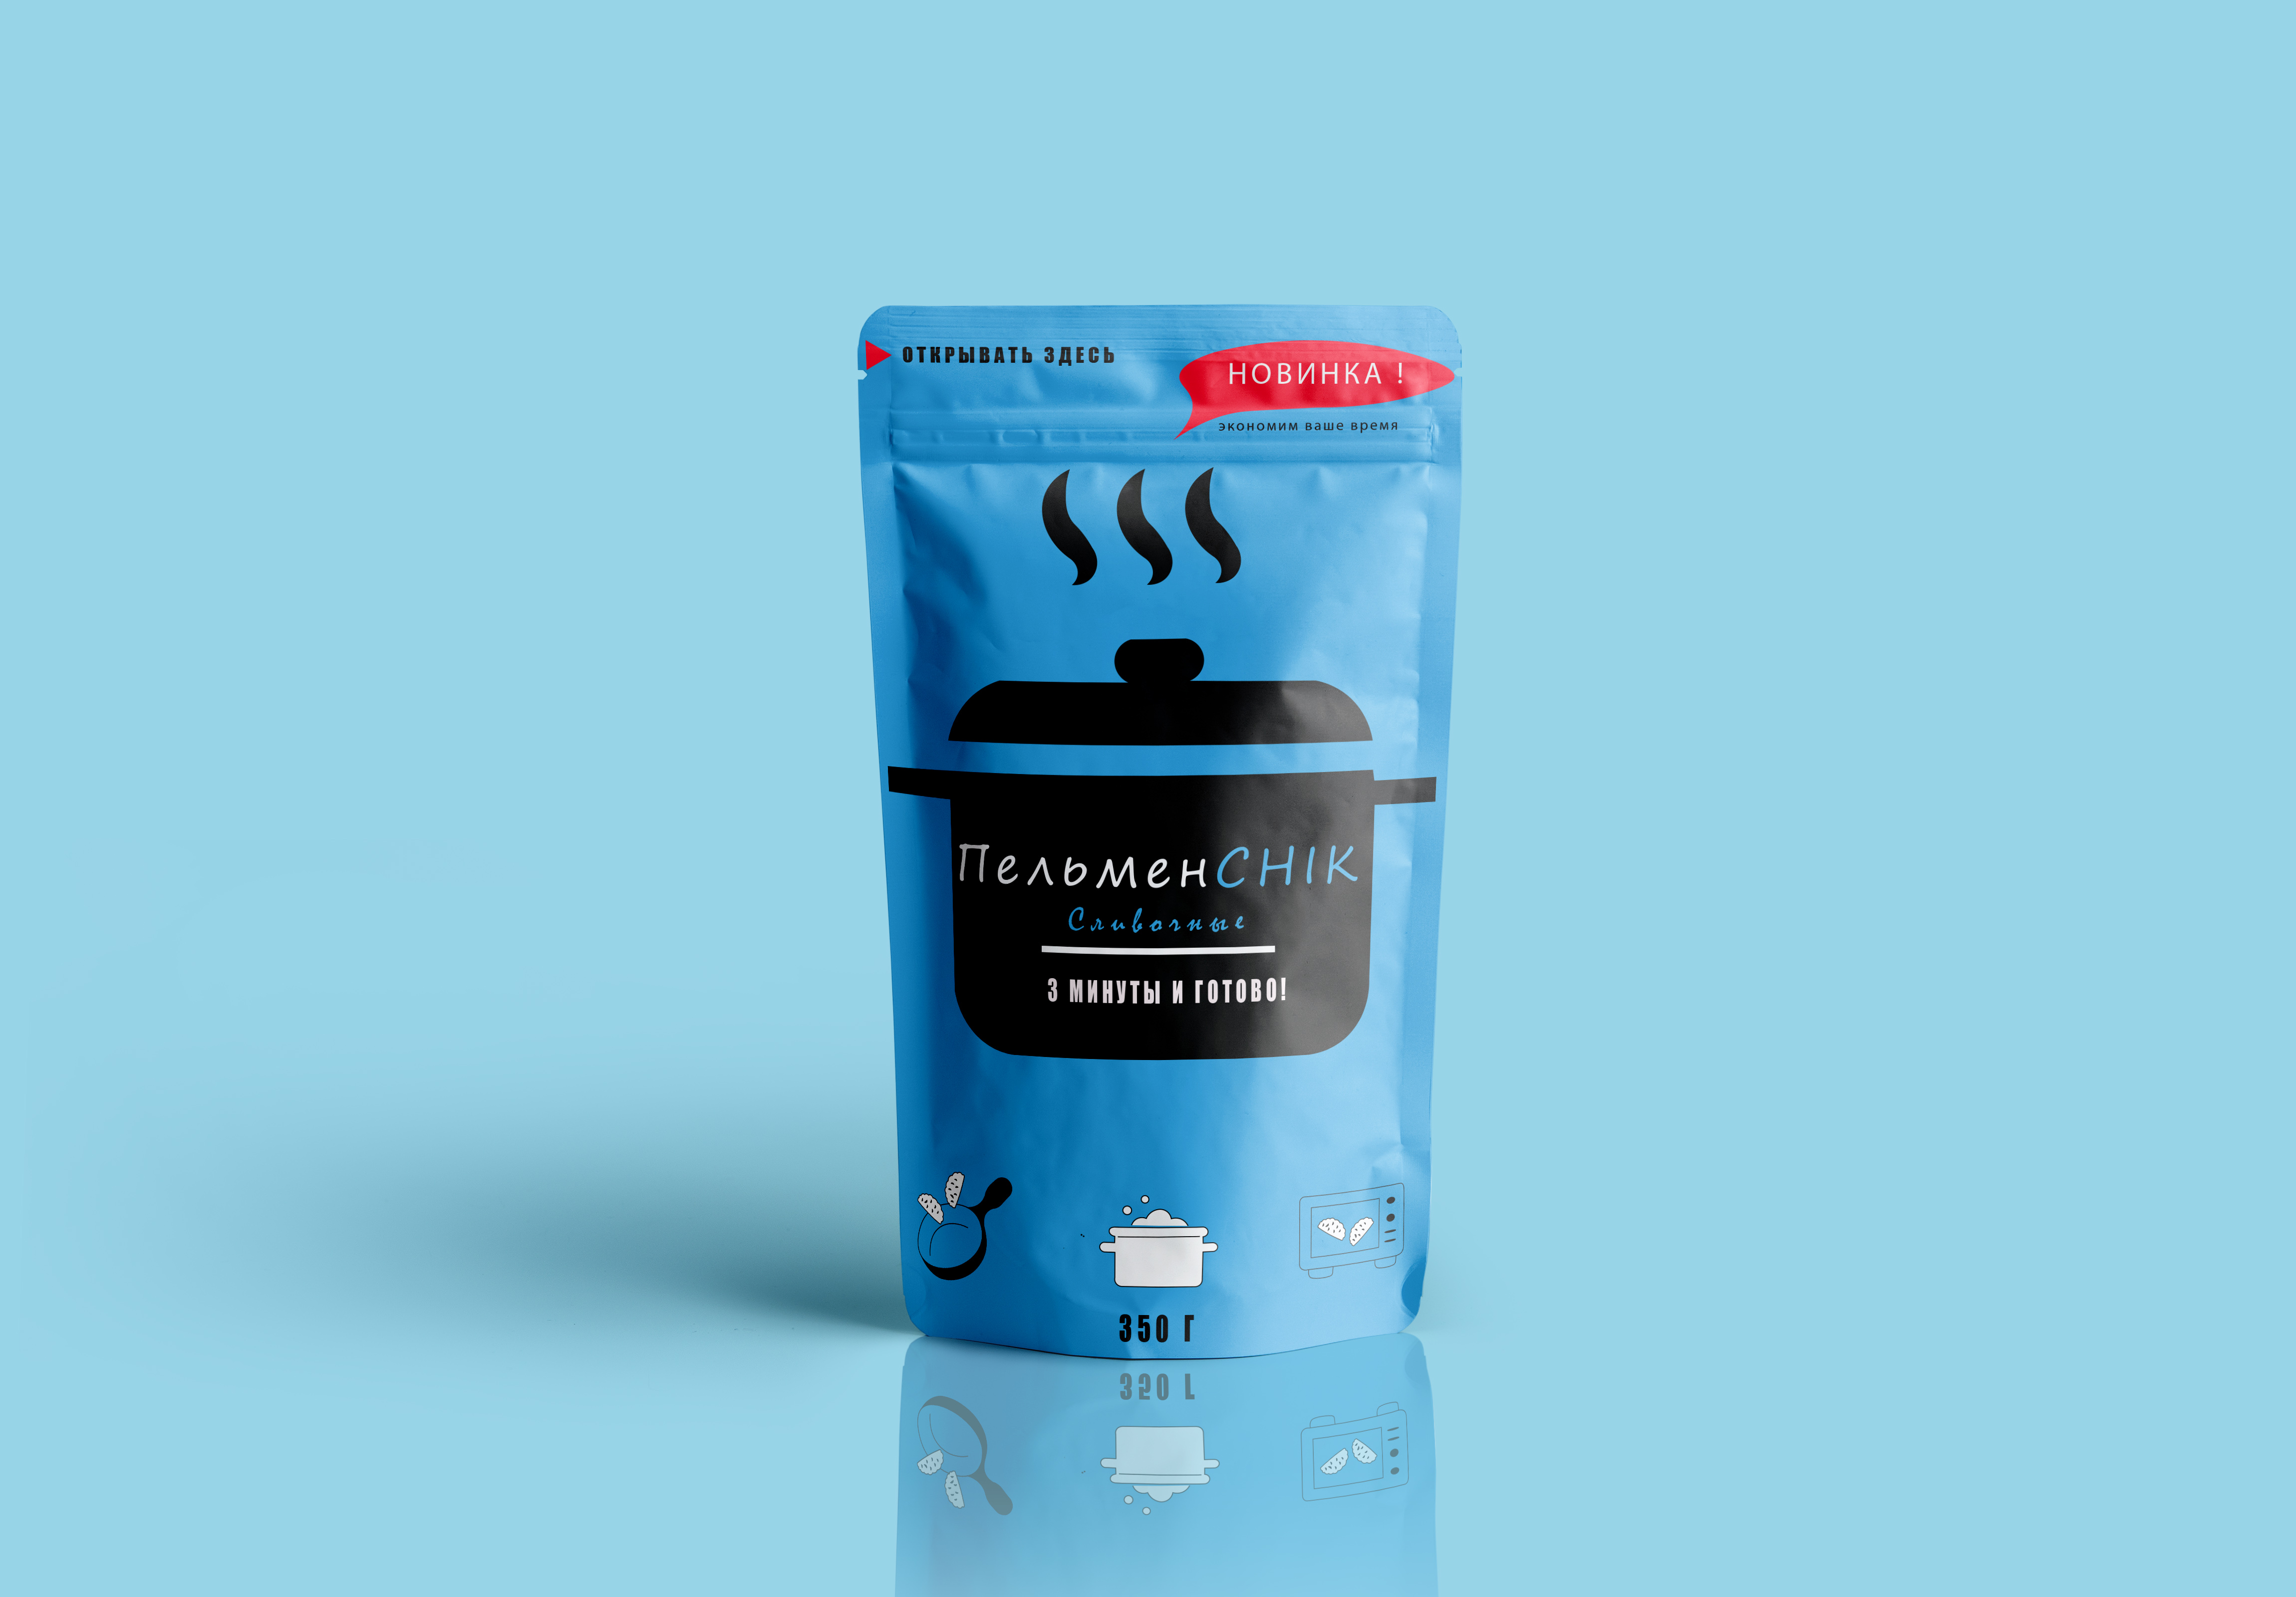 ОТКРЫВАТЬ ЗДЕСЬ
НОВИНКА !
экономим ваше время
ПельменCHIK
Сливочные
3 МИНУТЫ И ГОТОВО!
350 Г